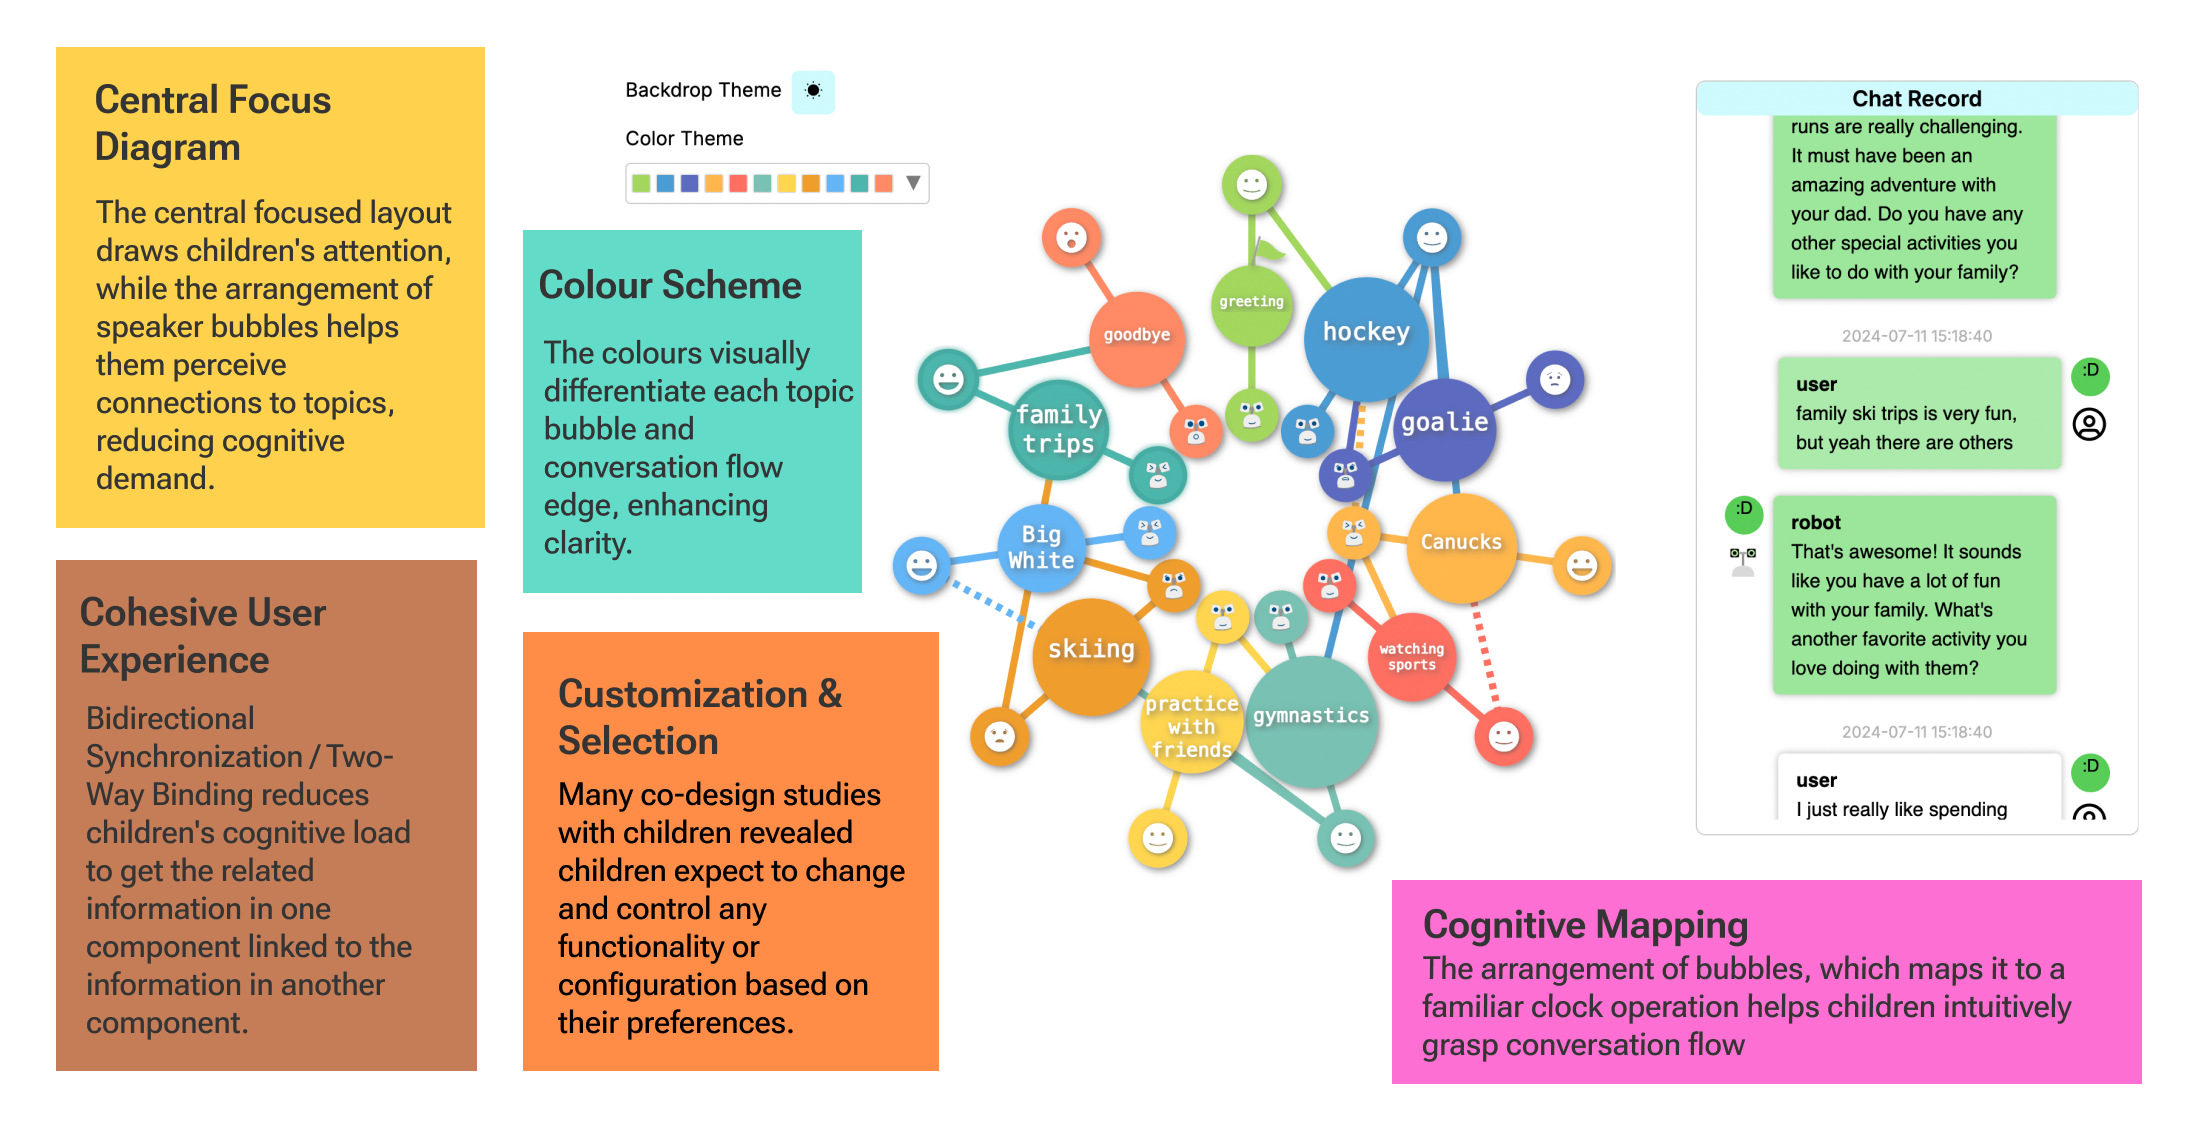 Central Focus
Diagram
The central focused layout
draws children's attention,
while the arrangement of
speaker bubbles helps
them perceive
connections to topics,
reducing cognitive
demand.
Cohesive User
Experience
Bidirectional
Synchronization / Two-
Way Binding reduces
children's cognitive load
to get the related
information in one
component linked to the
information in another
component.
Backdrop Theme
Color Theme
Colour Scheme
The colours visually
differentiate each topic
bubble and
conversation flow
edge, enhancing
clarity.
Customization &
Selection
Many co-design studies
with children revealed
children expect to change
and control any
functionality or
configuration based on
their preferences.
greeting
hockey
goalie
Canucks
watching
sports
gymnastics
practice
with
friends
skiing
Big
White
family
trips
goodbye
Chat Record
runs are really challenging.
It must have been an
amazing adventure with
your dad. Do you have any
other special activities you
like to do with your family?
2024-07-11 15:18:40
:D
user
family ski trips is very fun,
but yeah there are others
:D
robot
That's awesome! It sounds
like you have a lot of fun
with your family. What's
another favorite activity you
love doing with them?
2024-07-11 15:18:40
:D
user
I just really like spending
Cognitive Mapping
The arrangement of bubbles, which maps it to a
familiar clock operation helps children intuitively
grasp conversation flow